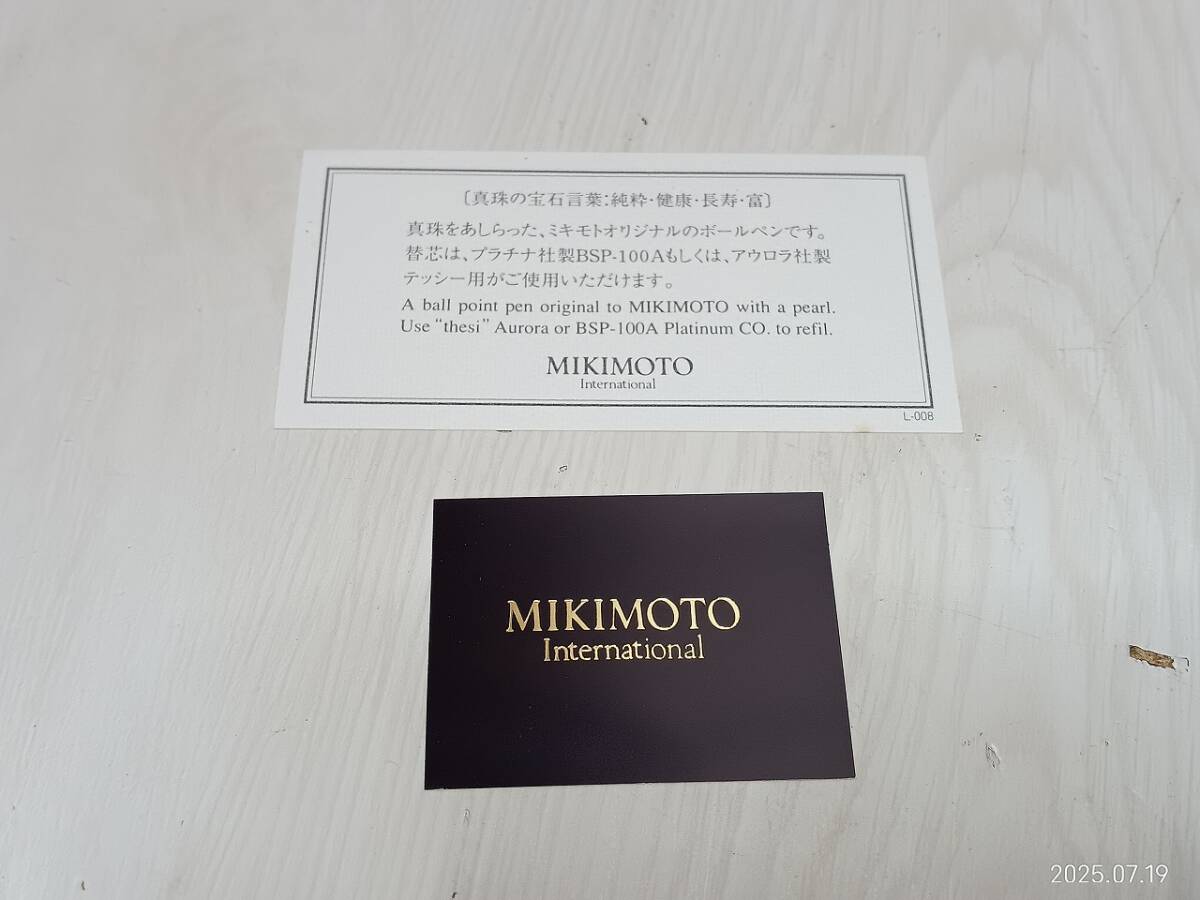 〔真珠の宝石言葉:純粋・健康・長寿・富〕
真珠をあしらった、ミキモトオリジナルのボールペンです。
替芯は、プラチナ社製BSP-100Aもしくは、アウロラ社製
テッシー用がご使用いただけます。
A ball point pen original to MIKIMOTO with a pearl.
Use "thesi" Aurora or BSP-100A Platinum CO. to refil.
MIKIMOTO
International
L-008
MIKIMOTO
International
2025.07.19